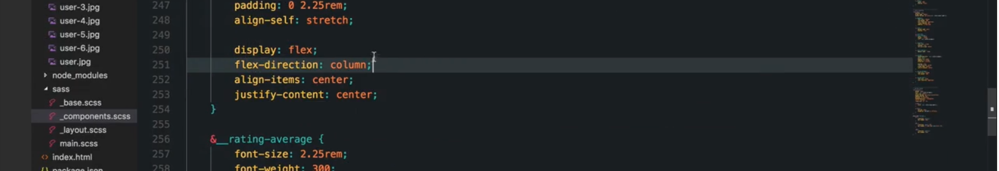 user-3.jpg
user-4.jpg
user-5.jpg
user-6.jpg
user.jpg
node_modules
sass
_base.scss
_components.scss
_layout.scss
main.scss
index.html
package.json
247 padding: 0 2.25rem;
248 align-self: stretch;
249
250 display: flex;
251 flex-direction: column;
252 align-items: center;
253 justify-content: center;
254 }
255
256 &__rating-average {
257 font-size: 2.25rem;
258 font-weight: 300;